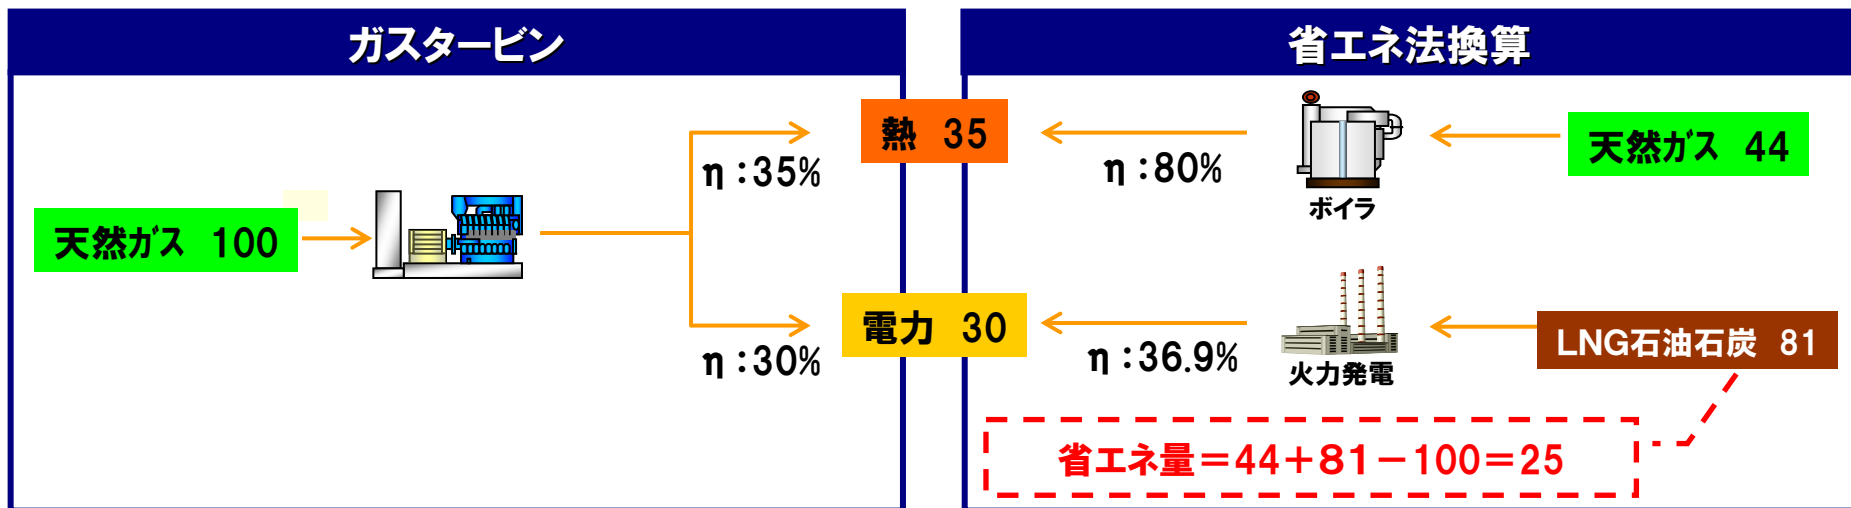 ガスタービン
天然ガス 100
η:35%
η:30%
熱 35
電力 30
省エネ法換算
η:80%
ボイラ
天然ガス 44
η:36.9%
火力発電
LNG石油石炭 81
省エネ量=44+81-100=25